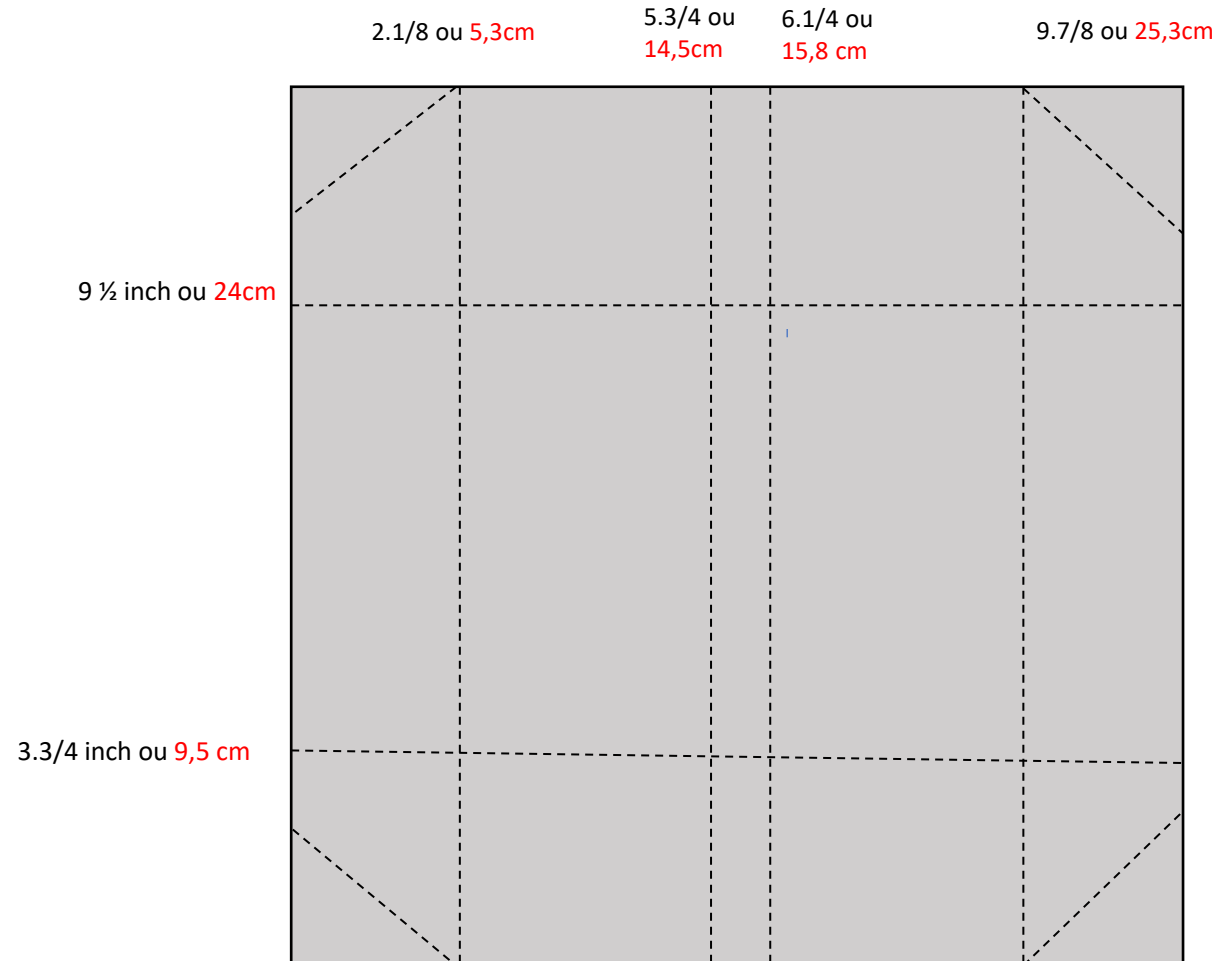 2.1/8 ou 5,3cm
5.3/4 ou
14,5cm
6.1/4 ou
15,8 cm
9.7/8 ou 25,3cm
9 ½ inch ou 24cm
3.3/4 inch ou 9,5 cm